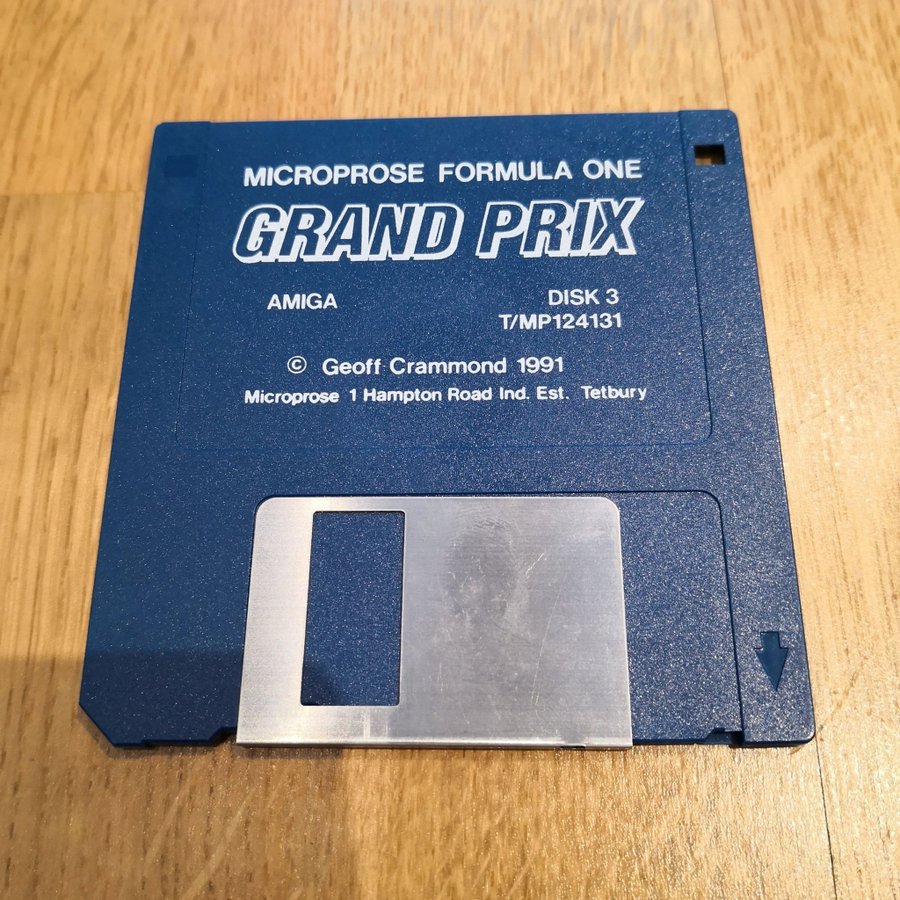 MICROPROSE FORMULA ONE
GRAND PRIX
AMIGA DISK 3
T/MP124131
© Geoff Crammond 1991
Microprose 1 Hampton Road Ind. Est. Tetbury